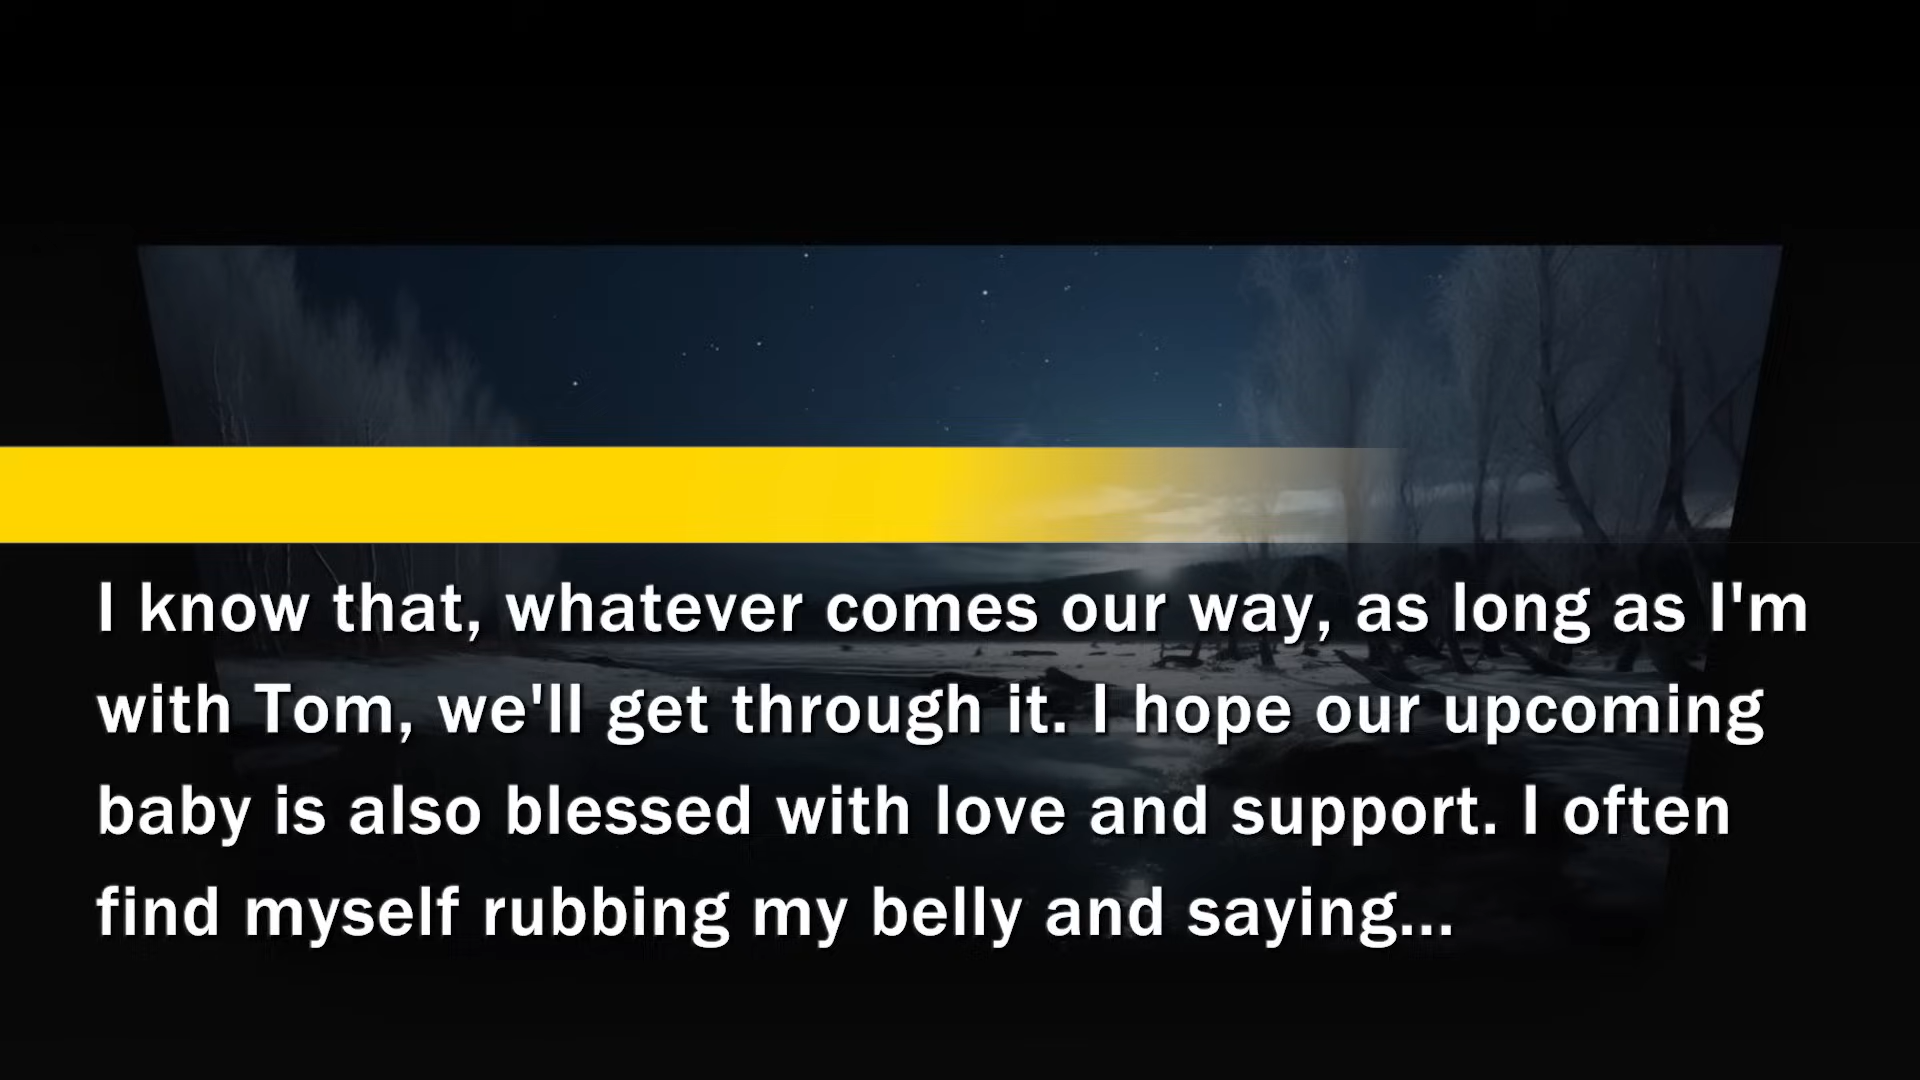 I know that, whatever comes our way, as long as I'm
with Tom, we'll get through it. I hope our upcoming
baby is also blessed with love and support. I often
find myself rubbing my belly and saying...